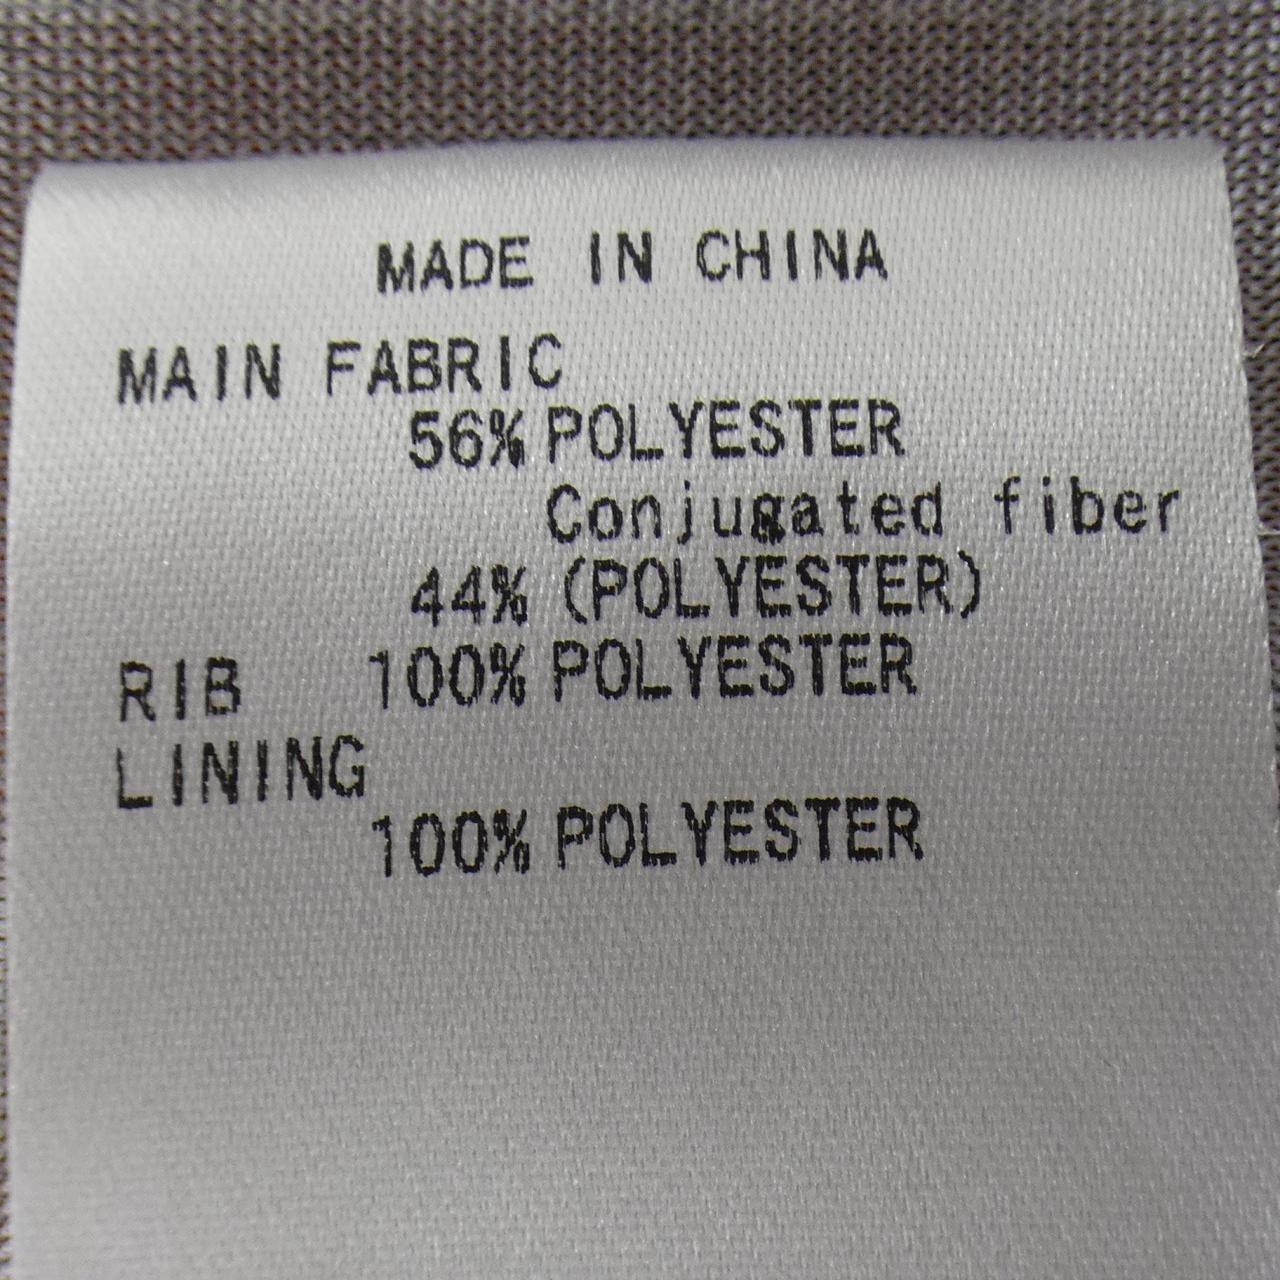 MADE IN CHINA
MAIN FABRIC
56% POLYESTER
Conjugated fiber
44% (POLYESTER)
RIB 100% POLYESTER
LINING
100% POLYESTER